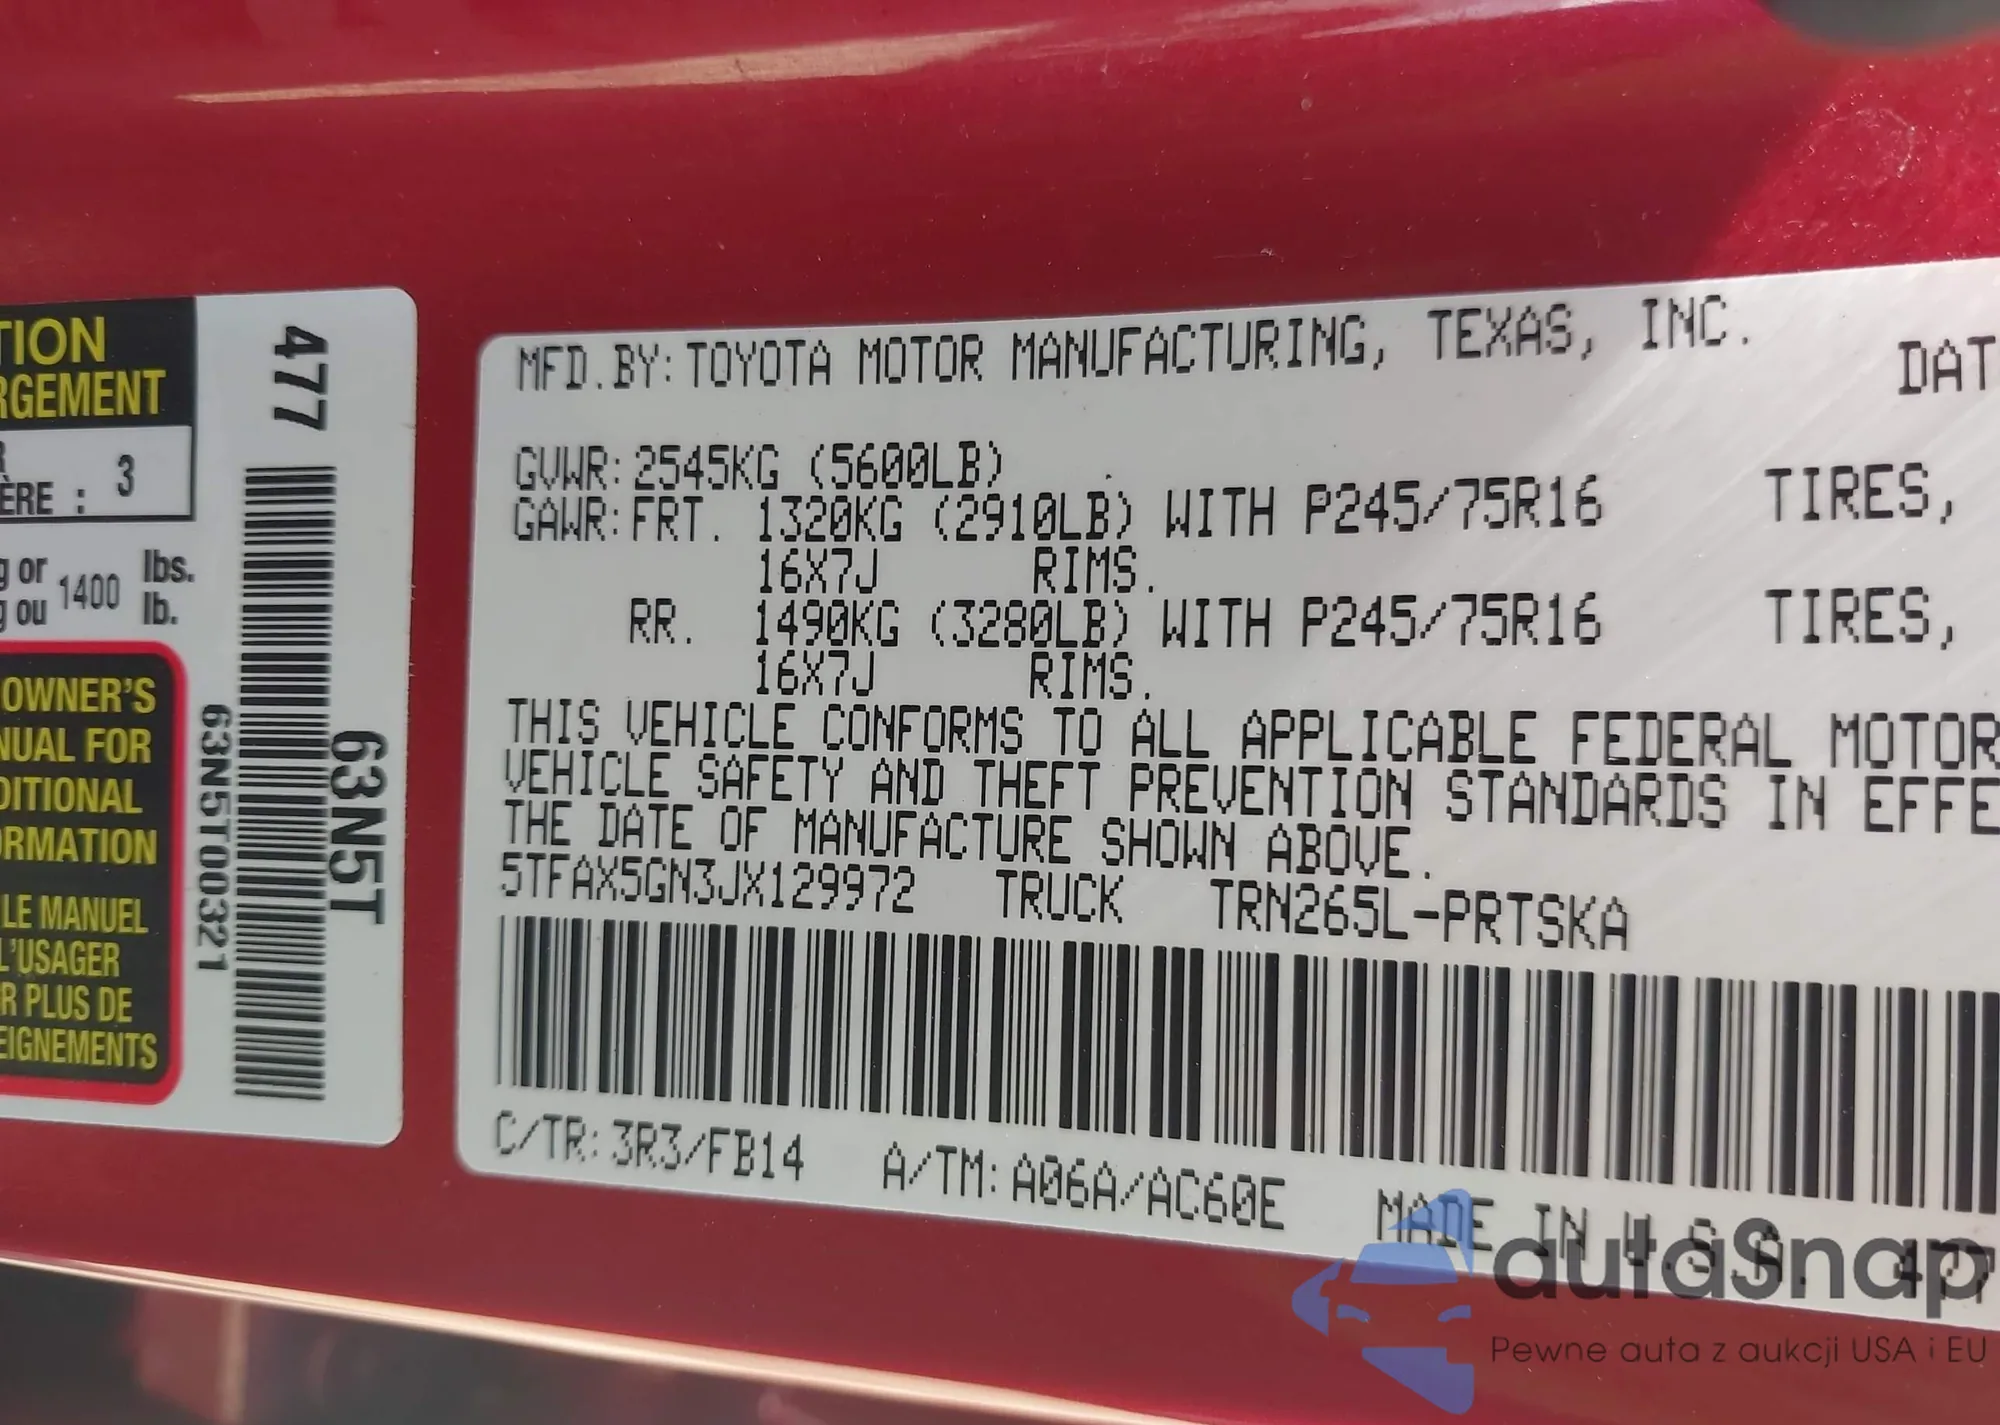 TION
RGEMENT
R
ÈRE : 3
g or 1400 lbs.
g ou lb.
OWNER'S
NUAL FOR
DITIONAL
ORMATION
LE MANUEL
L'USAGER
R PLUS DE
EIGNEMENTS
477
63N5T00321
63N5T
MFD.BY: TOYOTA MOTOR MANUFACTURING, TEXAS, INC.
DAT
GVWR: 2545KG (5600LB)
GAWR: FRT. 1320KG (2910LB) WITH P245/75R16 TIRES,
16X7J RIMS.
RR. 1490KG (3280LB) WITH P245/75R16 TIRES,
16X7J RIMS.
THIS VEHICLE CONFORMS TO ALL APPLICABLE FEDERAL MOTOR
VEHICLE SAFETY AND THEFT PREVENTION STANDARDS IN EFFE
THE DATE OF MANUFACTURE SHOWN ABOVE.
5TFAX5GN3JX129972 TRUCK TRN265L-PRTSKA
C/TR: 3R3/FB14 A/TM: A06A/AC60E MADE IN U.S.A. 477
autaSnap
Pewne auta z aukcji USA i EU